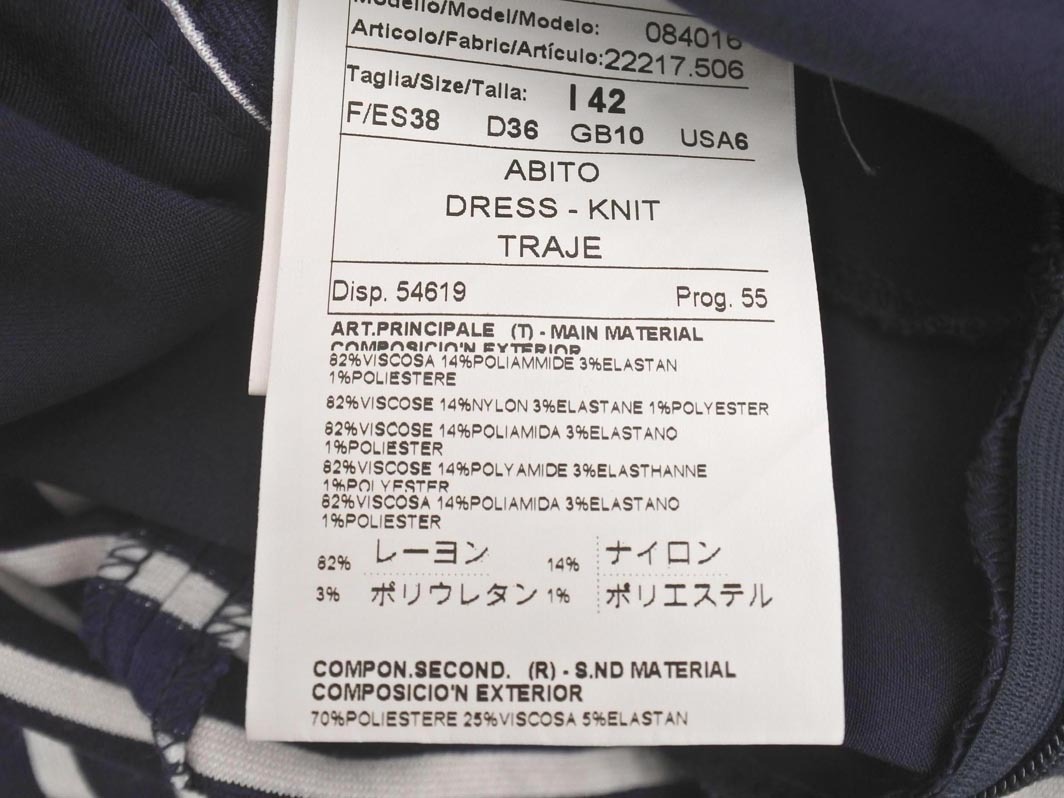 Modello/Model/Modelo: 084016
Articolo/Fabric/Artículo:22217.506
Taglia/Size/Talla: I 42
F/ES38 D36 GB10 USA6
ABITO
DRESS - KNIT
TRAJE
Disp. 54619 Prog. 55
ART.PRINCIPALE (T) - MAIN MATERIAL
COMPOSICIO'N EXTERIOR
82%VISCOSA 14%POLIAMMIDE 3%ELASTAN
1%POLIESTERE
82%VISCOSE 14%NYLON 3%ELASTANE 1%POLYESTER
82%VISCOSE 14%POLIAMIDA 3%ELASTANO
1%POLIESTER
82%VISCOSE 14%POLYAMIDE 3%ELASTHANNE
1%POLYESTER
82%VISCOSA 14%POLIAMIDA 3%ELASTANO
1%POLIESTER
82% レーヨン 14% ナイロン
3% ポリウレタン 1% ポリエステル
COMPON.SECOND. (R) - S.ND MATERIAL
COMPOSICIO'N EXTERIOR
70%POLIESTERE 25%VISCOSA 5%ELASTAN